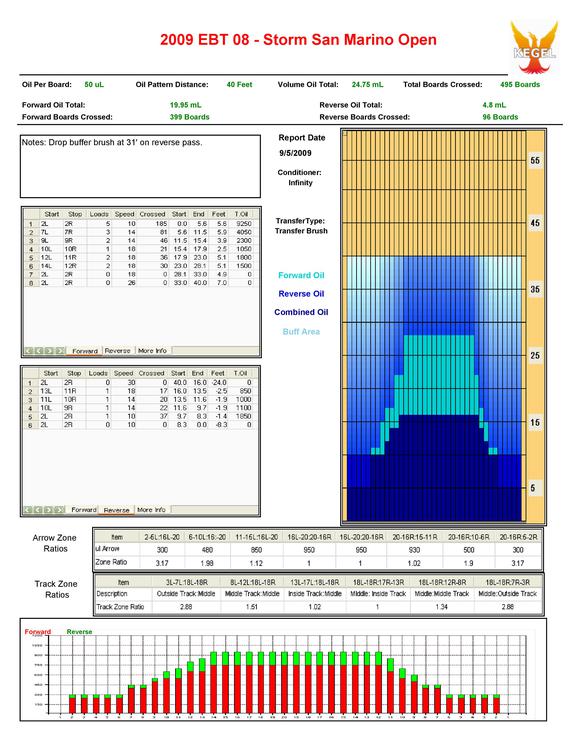 2009 EBT 08 - Storm San Marino Open
KEGEL
Oil Per Board: 50 uL Oil Pattern Distance: 40 Feet Volume Oil Total: 24.75 mL Total Boards Crossed: 495 Boards
Forward Oil Total: 19.95 mL Reverse Oil Total: 4.8 mL
Forward Boards Crossed: 399 Boards Reverse Boards Crossed: 96 Boards
Notes: Drop buffer brush at 31' on reverse pass.
Report Date
9/5/2009
Conditioner:
Infinity
TransferType:
Transfer Brush
Forward Oil
Reverse Oil
Combined Oil
Buff Area
55
45
35
25
15
5
Start Stop Loads Speed Crossed Start End Feet T.Oil
1 2L 2R 5 10 185 0.0 5.6 5.6 9250
2 7L 7R 3 14 81 5.6 11.5 5.9 4050
3 9L 9R 2 14 46 11.5 15.4 3.9 2300
4 10L 10R 1 18 21 15.4 17.9 2.5 1050
5 12L 11R 2 18 36 17.9 23.0 5.1 1800
6 14L 12R 2 18 30 23.0 28.1 5.1 1500
7 2L 2R 0 18 0 28.1 33.0 4.9 0
8 2L 2R 0 26 0 33.0 40.0 7.0 0
Forward Reverse More Info
Start Stop Loads Speed Crossed Start End Feet T.Oil
1 2L 2R 0 30 0 40.0 16.0 -24.0 0
2 13L 11R 1 18 17 16.0 13.5 -2.5 850
3 11L 10R 1 14 20 13.5 11.6 -1.9 1000
4 10L 9R 1 14 22 11.6 9.7 -1.9 1100
5 2L 2R 1 10 37 9.7 8.3 -1.4 1850
6 2L 2R 0 10 0 8.3 0.0 -8.3 0
Forward Reverse More Info
Arrow Zone Ratios
Item 2-5L:16L-20 6-10L:16:-20 11-15L:16L-20 16L-20:20-16R 16L-20:20-16R 20-16R:15-11R 20-16R:10-6R 20-16R:5-2R
ul Arrow 300 480 850 950 950 930 500 300
Zone Ratio 3.17 1.98 1.12 1 1 1.02 1.9 3.17
Track Zone Ratios
Item 3L-7L:18L-18R 8L-12L:18L-18R 13L-17L:18L-18R 18L-18R:17R-13R 18L-18R:12R-8R 18L-18R:7R-3R
Description Outside Track:Middle Middle Track:Middle Inside Track:Middle Middle: Inside Track Middle:Middle Track Middle:Outside Track
Track Zone Ratio 2.88 1.51 1.02 1 1.34 2.88
Forward Reverse